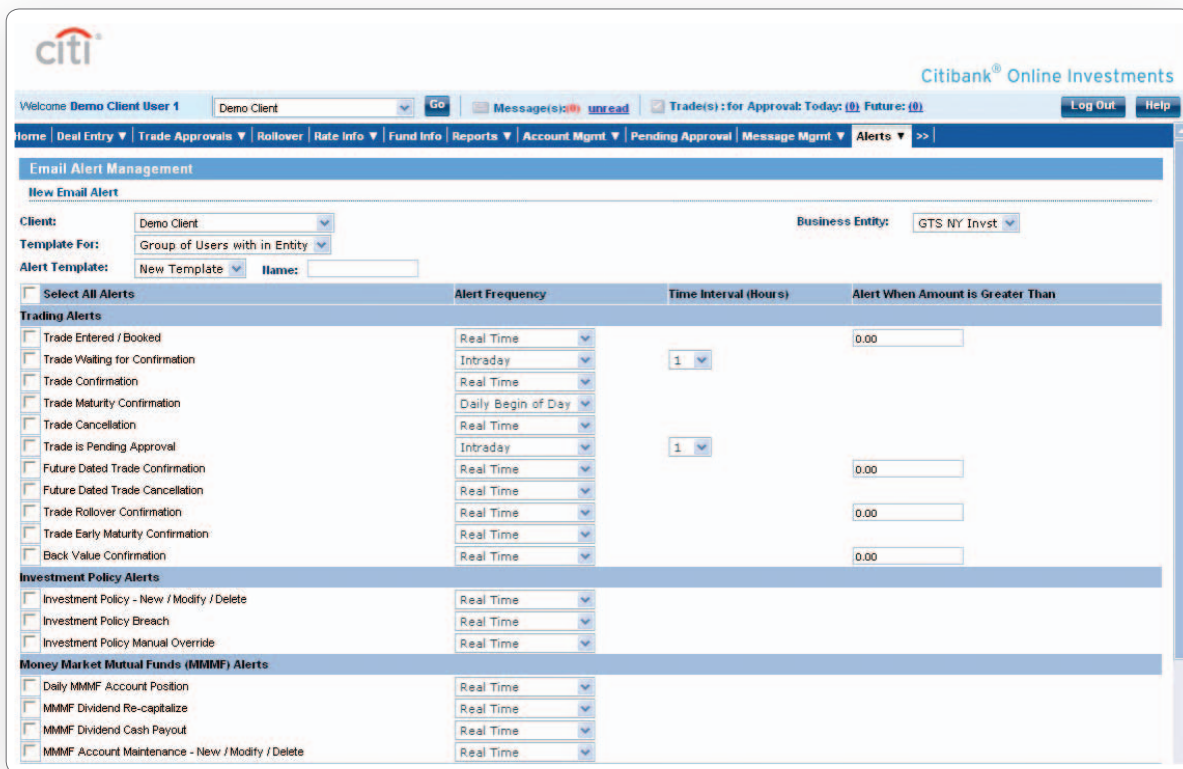 citi
Citibank® Online Investments
Welcome Demo Client User 1 Demo Client Go Message(s):(0) unread Trade(s) : for Approval: Today: (0) Future: (0) Log Out Help
Home Deal Entry ▼ Trade Approvals ▼ Rollover Rate Info ▼ Fund Info Reports ▼ Account Mgmt ▼ Pending Approval Message Mgmt ▼ Alerts ▼ >>
Email Alert Management
New Email Alert
Client: Demo Client Business Entity: GTS NY Invst
Template For: Group of Users with in Entity
Alert Template: New Template Name:
Select All Alerts Alert Frequency Time Interval (Hours) Alert When Amount is Greater Than
Trading Alerts
Trade Entered / Booked Real Time 0.00
Trade Waiting for Confirmation Intraday 1
Trade Confirmation Real Time
Trade Maturity Confirmation Daily Begin of Day
Trade Cancellation Real Time
Trade is Pending Approval Intraday 1
Future Dated Trade Confirmation Real Time 0.00
Future Dated Trade Cancellation Real Time
Trade Rollover Confirmation Real Time 0.00
Trade Early Maturity Confirmation Real Time
Back Value Confirmation Real Time 0.00
Investment Policy Alerts
Investment Policy - New / Modify / Delete Real Time
Investment Policy Breach Real Time
Investment Policy Manual Override Real Time
Money Market Mutual Funds (MMMF) Alerts
Daily MMMF Account Position Real Time
MMMF Dividend Re-capitalize Real Time
MMMF Dividend Cash Payout Real Time
MMMF Account Maintenance - New / Modify / Delete Real Time